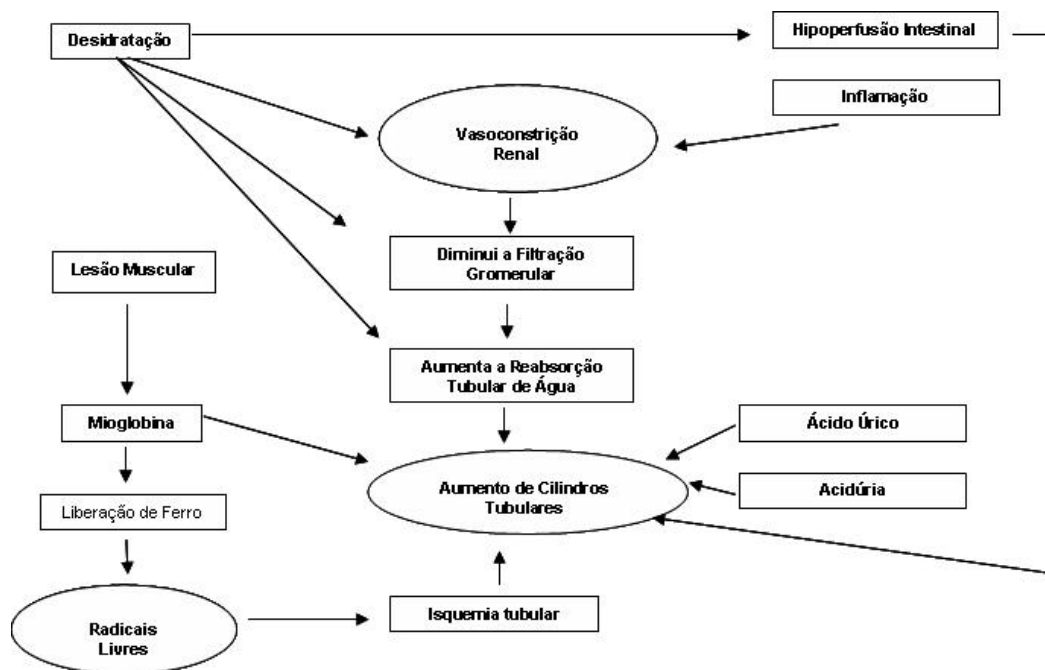 Desidratação
Hipoperfusão Intestinal
Inflamação
Vasoconstrição
Renal
Diminui a Filtração
Gromerular
Lesão Muscular
Aumenta a Reabsorção
Tubular de Água
Mioglobina
Ácido Úrico
Aumento de Cilindros
Tubulares
Acidúria
Liberação de Ferro
Isquemia tubular
Radicais
Livres